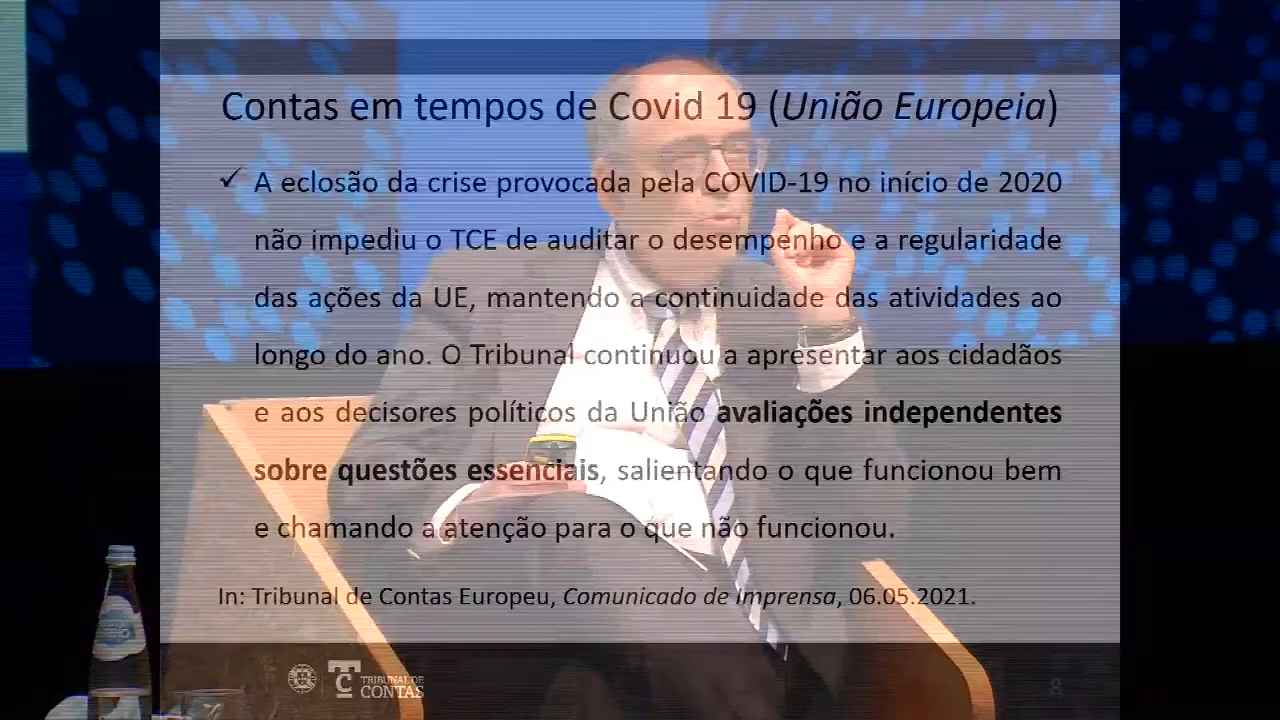 Contas em tempos de Covid 19 (União Europeia)
✓ A eclosão da crise provocada pela COVID-19 no início de 2020
não impediu o TCE de auditar o desempenho e a regularidade
das ações da UE, mantendo a continuidade das atividades ao
longo do ano. O Tribunal continuou a apresentar aos cidadãos
e aos decisores políticos da União avaliações independentes
sobre questões essenciais, salientando o que funcionou bem
e chamando a atenção para o que não funcionou.
In: Tribunal de Contas Europeu, Comunicado de imprensa, 06.05.2021.
TC TRIBUNAL DE
CONTAS
8